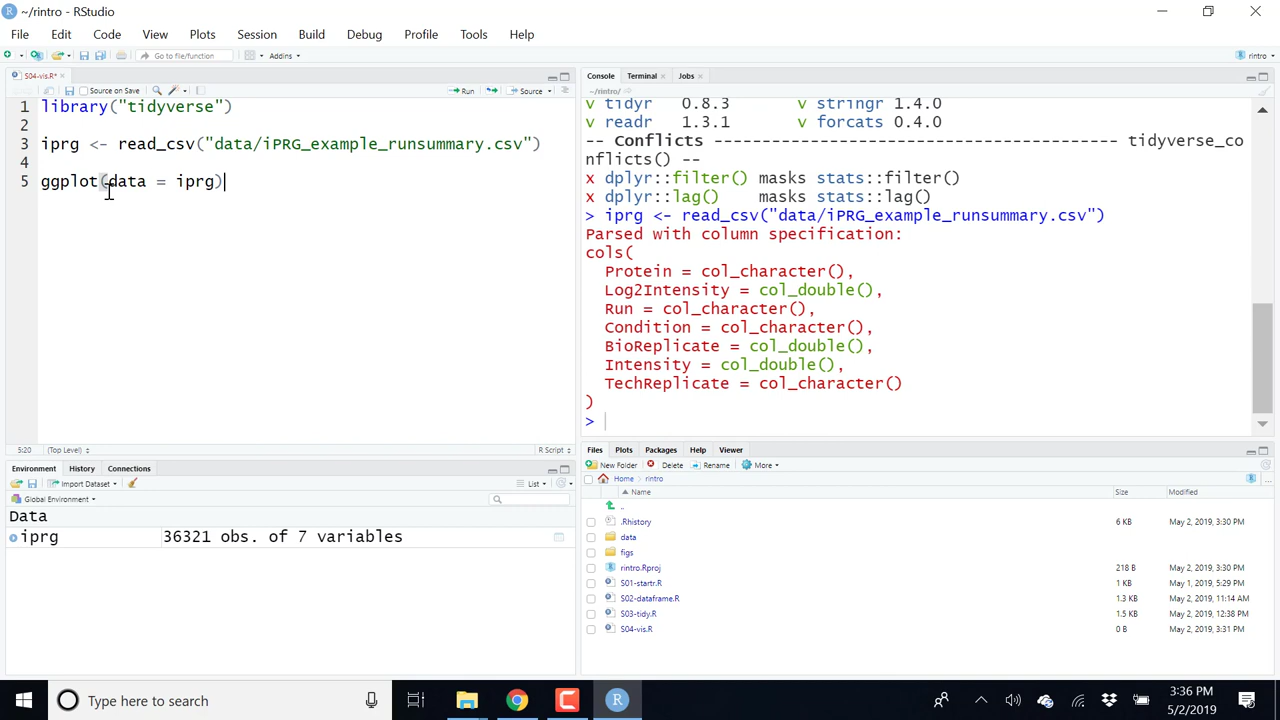 ~/rintro - RStudio
File Edit Code View Plots Session Build Debug Profile Tools Help
Go to file/function Addins rintro
S04-vis.R*
Source on Save Run Source
1 library("tidyverse")
2
3 iprg <- read_csv("data/iPRG_example_runsummary.csv")
4
5 ggplot(data = iprg)
5:20 (Top Level) R Script
Console Terminal Jobs
~/rintro/
v tidyr 0.8.3 v stringr 1.4.0
v readr 1.3.1 v forcats 0.4.0
-- Conflicts ------------------------------------------ tidyverse_co
nflicts() --
x dplyr::filter() masks stats::filter()
x dplyr::lag() masks stats::lag()
> iprg <- read_csv("data/iPRG_example_runsummary.csv")
Parsed with column specification:
cols(
Protein = col_character(),
Log2Intensity = col_double(),
Run = col_character(),
Condition = col_character(),
BioReplicate = col_double(),
Intensity = col_double(),
TechReplicate = col_character()
)
>
Environment History Connections
Import Dataset List
Global Environment
Data
iprg 36321 obs. of 7 variables
Files Plots Packages Help Viewer
New Folder Delete Rename More
Home rintro
Name Size Modified
..
.Rhistory 6 KB May 2, 2019, 3:30 PM
data
figs
rintro.Rproj 218 B May 2, 2019, 3:30 PM
S01-startr.R 1 KB May 1, 2019, 5:29 PM
S02-dataframe.R 1.3 KB May 2, 2019, 11:14 AM
S03-tidy.R 1.5 KB May 2, 2019, 12:38 PM
S04-vis.R 0 B May 2, 2019, 3:31 PM
Type here to search
3:36 PM
5/2/2019